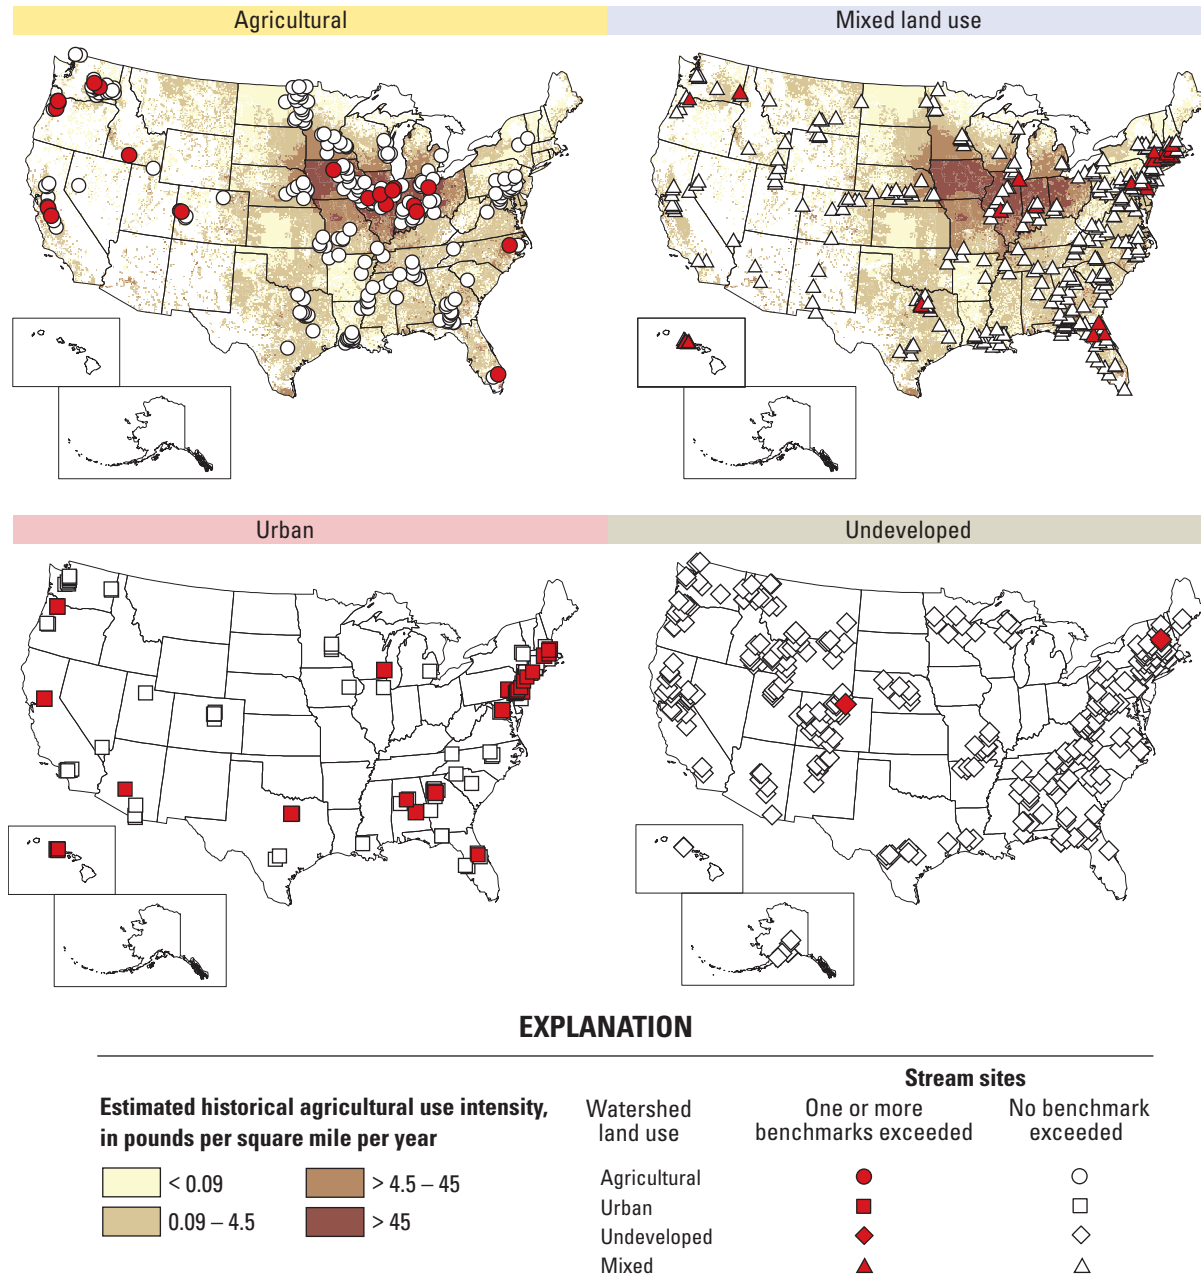 Agricultural
Mixed land use
Urban
Undeveloped
EXPLANATION
Estimated historical agricultural use intensity,
in pounds per square mile per year
< 0.09
> 4.5 – 45
0.09 – 4.5
> 45
Stream sites
Watershed
land use
One or more
benchmarks exceeded
No benchmark
exceeded
Agricultural
Urban
Undeveloped
Mixed